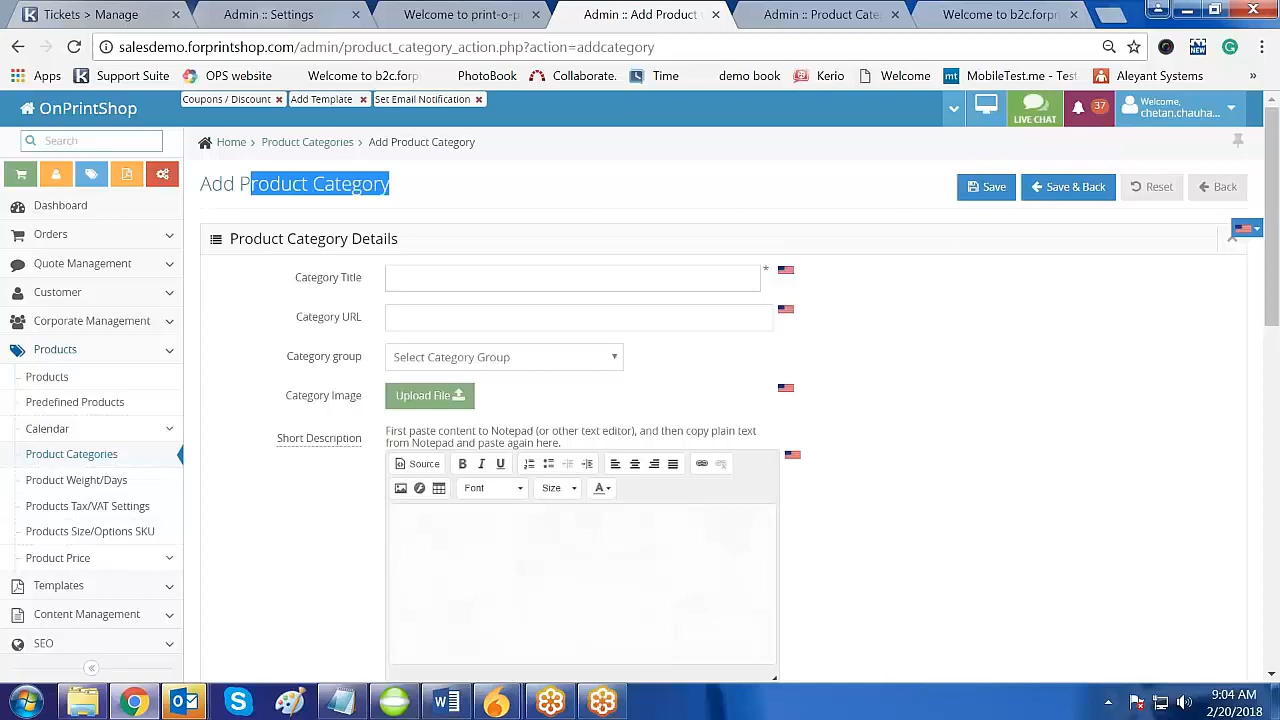 Tickets > Manage
Admin :: Settings
Welcome to print
Admin :: Add Product
Admin :: Product Cate
Welcome to b2c.forpr
salesdemo.forprintshop.com/admin/product_category_action.php?action=addcategory
Apps
Support Suite
OPS website
Welcome to b2c.forp
PhotoBook
Collaborate.
Time
demo book
Kerio
Welcome
MobileTest.me - Test
Aleyant Systems
OnPrintShop
Coupons / Discount
Add Template
Set Email Notification
LIVE CHAT
37
Welcome,
chetan.chauha...
Search
Home > Product Categories > Add Product Category
Add Product Category
Save
Save & Back
Reset
Back
Dashboard
Orders
Quote Management
Customer
Corporate Management
Products
Products
Predefined Products
Calendar
Product Categories
Product Weight/Days
Products Tax/VAT Settings
Products Size/Options SKU
Product Price
Templates
Content Management
SEO
Product Category Details
Category Title
*
Category URL
Category group
Select Category Group
Category Image
Upload File
Short Description
First paste content to Notepad (or other text editor), and then copy plain text
from Notepad and paste again here.
Source
B I U
Font
Size
A
9:04 AM
2/20/2018